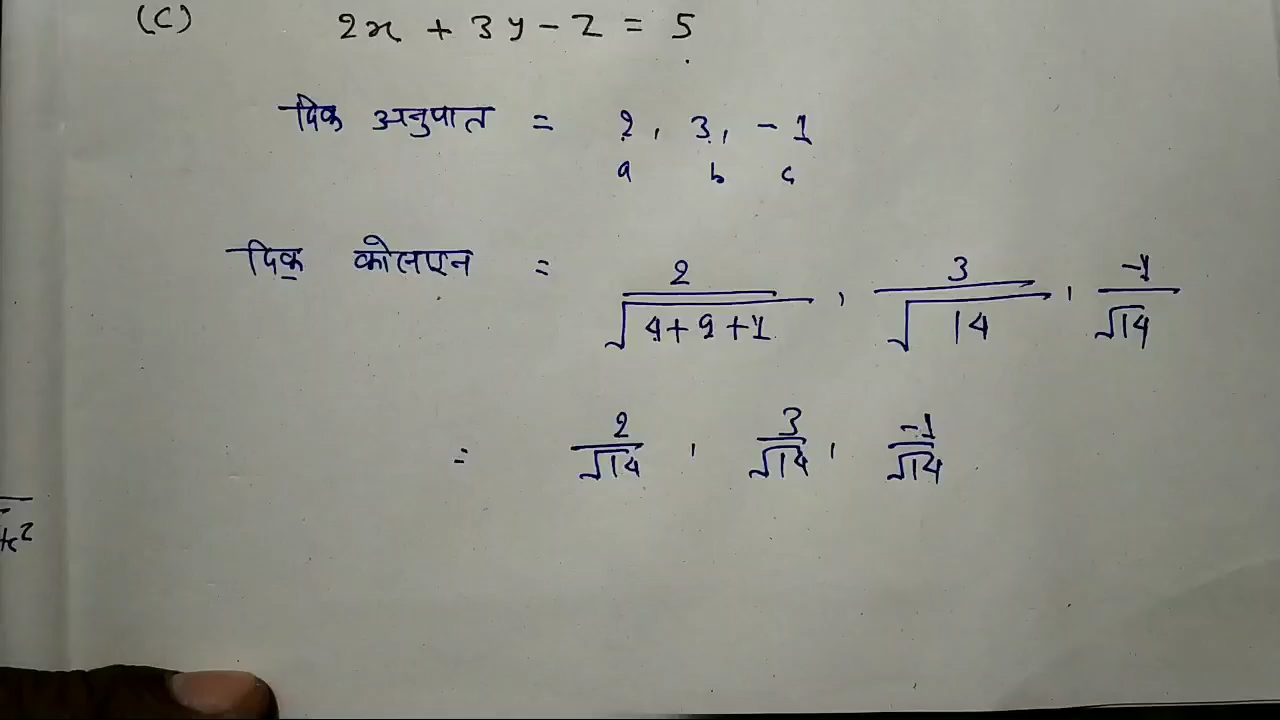 (C) 2x + 3y - z = 5
दिक अनुपात = 2, 3, -1
a b c
दिक् कोसाएन = 2/√(4+9+1), 3/√14, -1/√14
= 2/√14, 3/√14, -1/√14